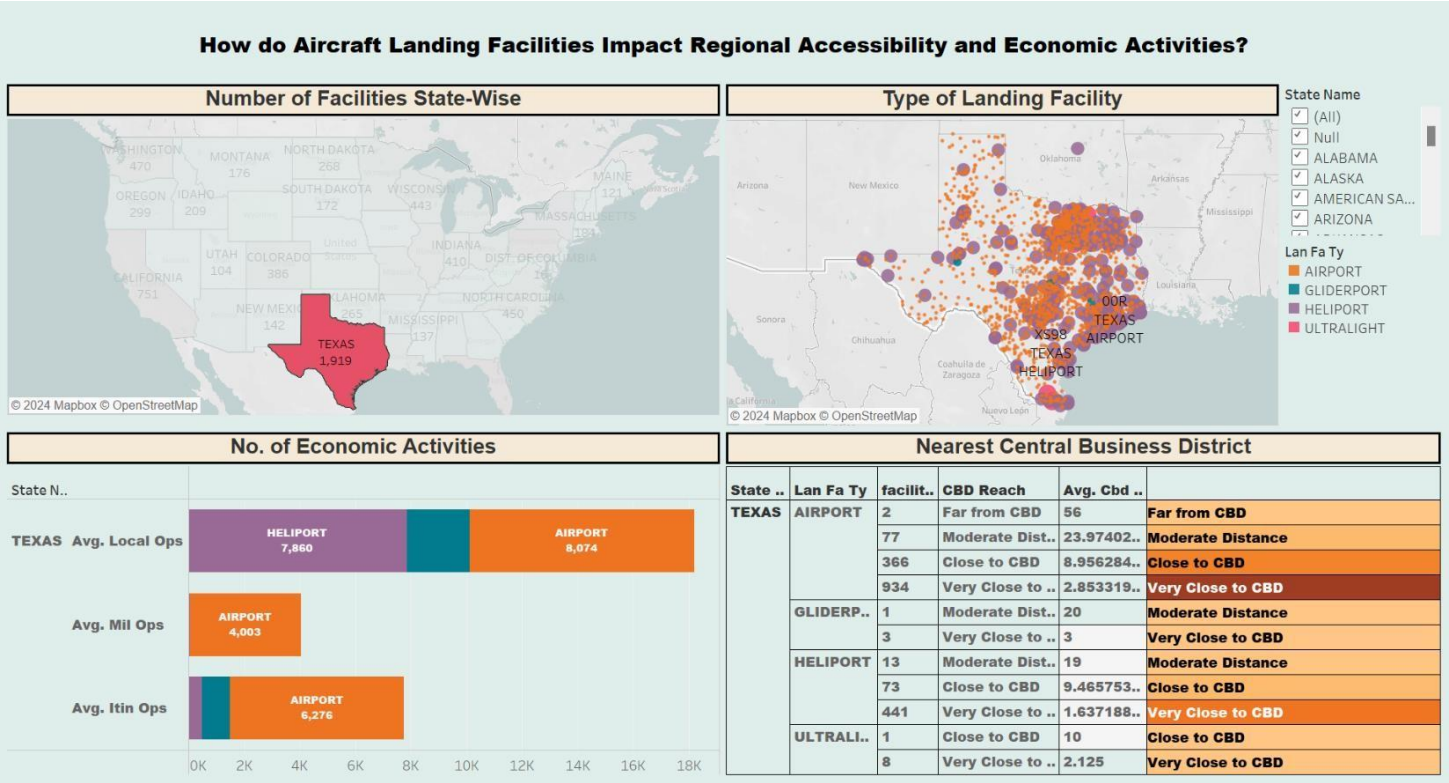 How do Aircraft Landing Facilities Impact Regional Accessibility and Economic Activities?
Number of Facilities State-Wise
WASHINGTON
470
MONTANA
176
NORTH DAKOTA
268
OREGON
299
IDAHO
209
SOUTH DAKOTA
172
WISCONSIN
443
MAINE
121
MASSACHUSETTS
184
UTAH
104
COLORADO
386
United
States
INDIANA
410
DIST. OF COLUMBIA
16
CALIFORNIA
751
NEW MEXICO
142
OKLAHOMA
265
MISSISSIPPI
137
NORTH CAROLINA
450
TEXAS
1,919
© 2024 Mapbox © OpenStreetMap
Type of Landing Facility
Oklahoma
Arizona
New Mexico
Arkansas
Mississippi
Louisiana
Sonora
Chihuahua
Coahuila de
Zaragoza
Nuevo León
00R
TEXAS
AIRPORT
XS98
TEXAS
HELIPORT
© 2024 Mapbox © OpenStreetMap
State Name
(All)
Null
ALABAMA
ALASKA
AMERICAN SA...
ARIZONA
Lan Fa Ty
AIRPORT
GLIDERPORT
HELIPORT
ULTRALIGHT
No. of Economic Activities
State N..
TEXAS Avg. Local Ops
HELIPORT
7,860
AIRPORT
8,074
Avg. Mil Ops
AIRPORT
4,003
Avg. Itin Ops
AIRPORT
6,276
0K 2K 4K 6K 8K 10K 12K 14K 16K 18K
Nearest Central Business District
State .. Lan Fa Ty facilit.. CBD Reach Avg. Cbd ..
TEXAS AIRPORT 2 Far from CBD 56 Far from CBD
77 Moderate Dist.. 23.97402.. Moderate Distance
366 Close to CBD 8.956284.. Close to CBD
934 Very Close to .. 2.853319.. Very Close to CBD
GLIDERP.. 1 Moderate Dist.. 20 Moderate Distance
3 Very Close to .. 3 Very Close to CBD
HELIPORT 13 Moderate Dist.. 19 Moderate Distance
73 Close to CBD 9.465753.. Close to CBD
441 Very Close to .. 1.637188.. Very Close to CBD
ULTRALI.. 1 Close to CBD 10 Close to CBD
8 Very Close to .. 2.125 Very Close to CBD